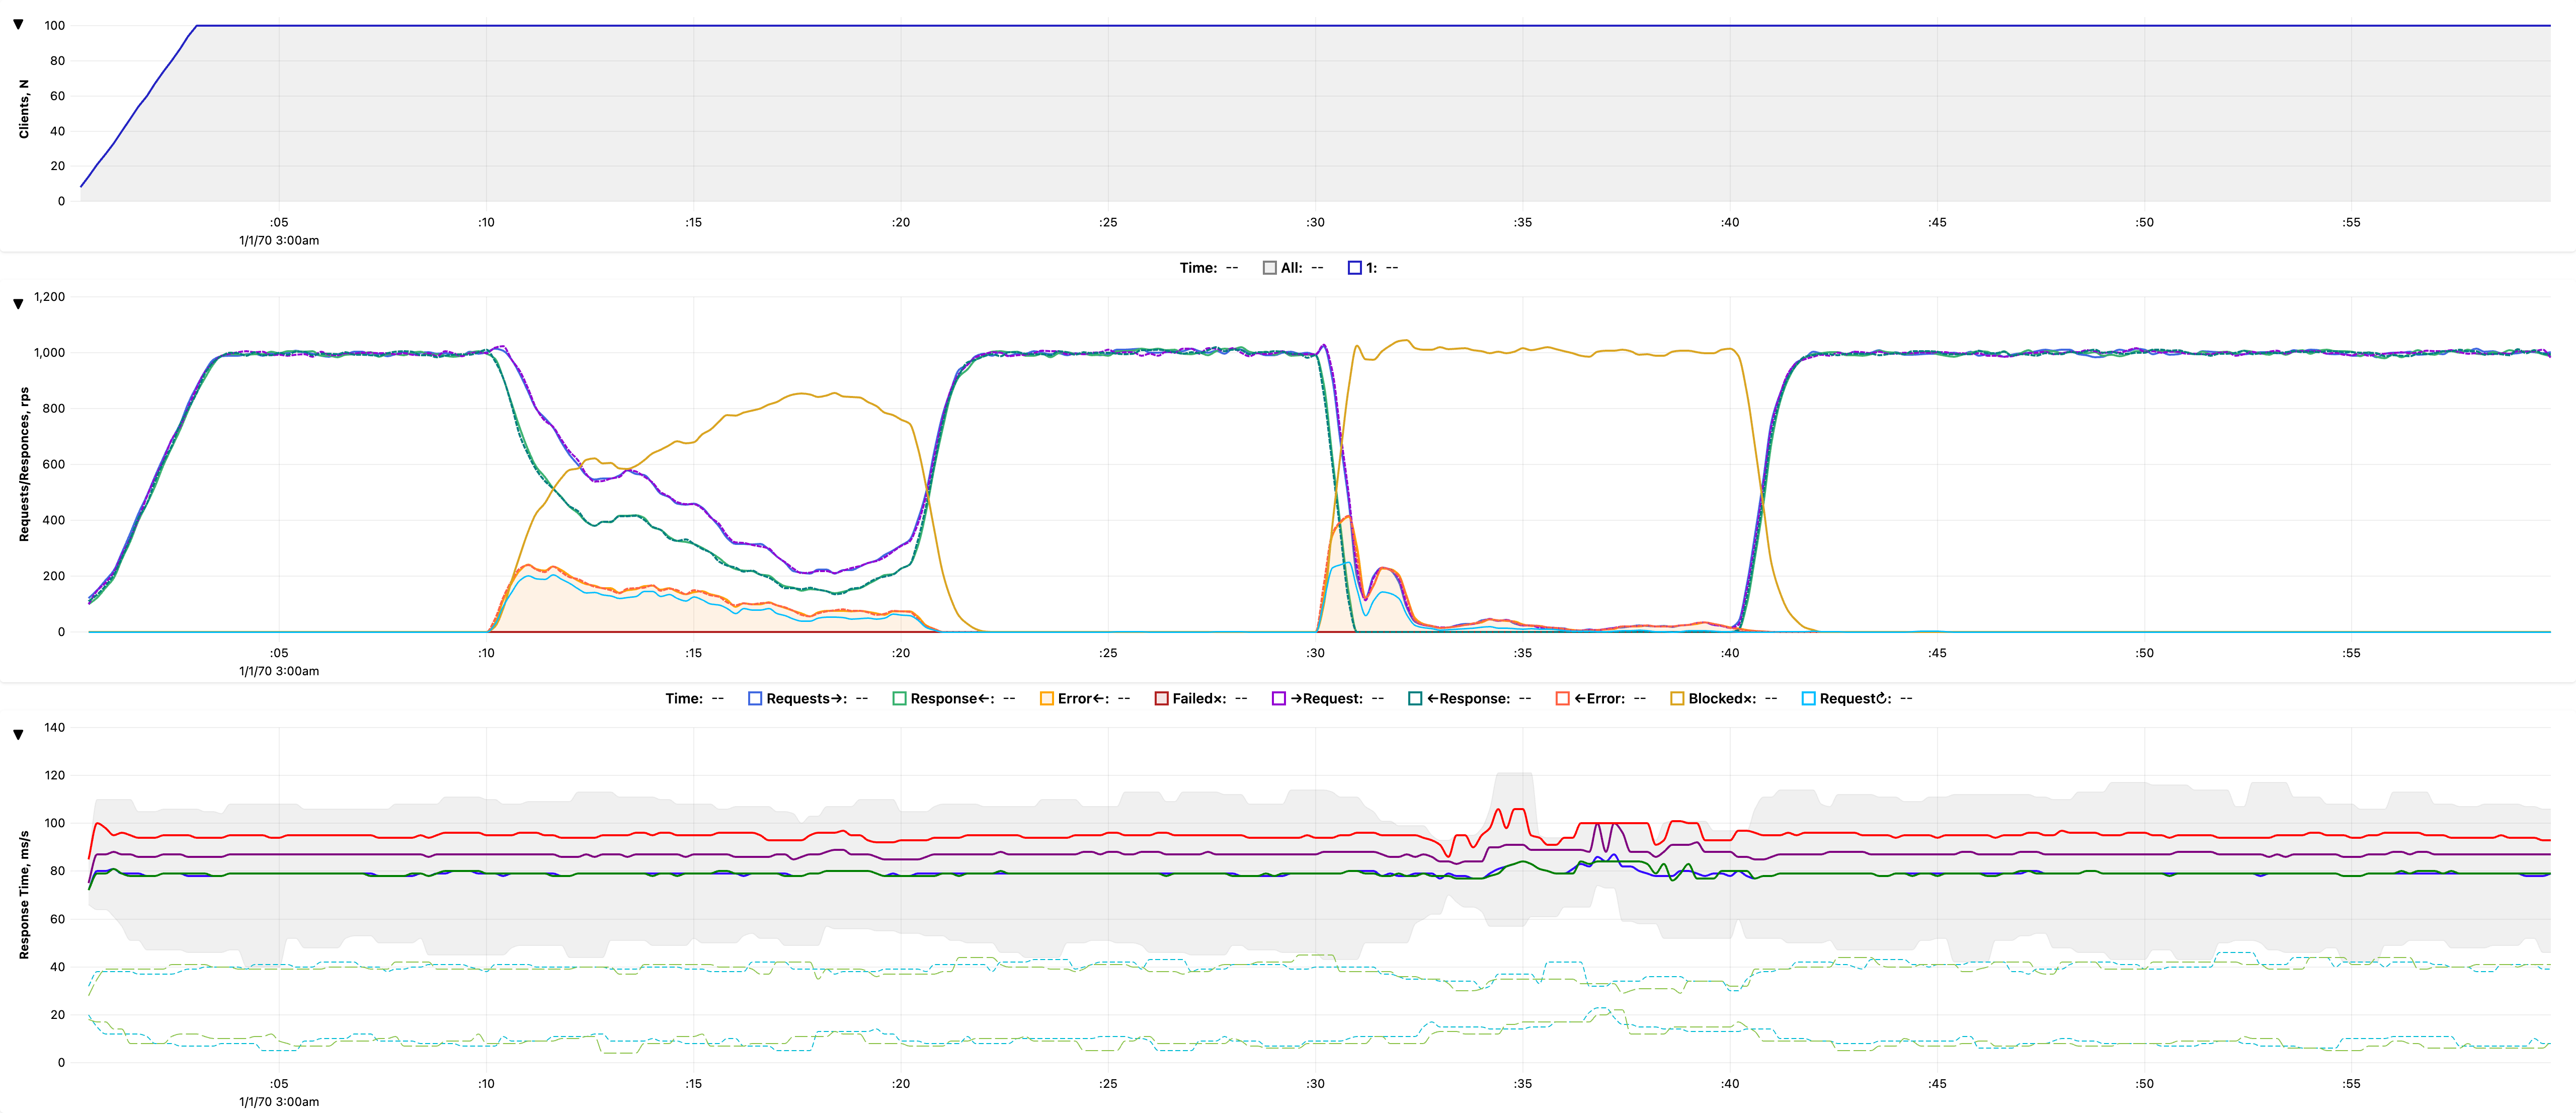 ▼
Clients, N
100
80
60
40
20
0
:05 :10 :15 :20 :25 :30 :35 :40 :45 :50 :55
1/1/70 3:00am
Time: -- All: -- 1: --
▼
Requests/Responces, rps
1,200
1,000
800
600
400
200
0
:05 :10 :15 :20 :25 :30 :35 :40 :45 :50 :55
1/1/70 3:00am
Time: -- Requests→: -- Response←: -- Error←: -- Failed×: -- →Request: -- ←Response: -- ←Error: -- Blocked×: -- Request↻: --
▼
Response Time, ms/s
140
120
100
80
60
40
20
0
:05 :10 :15 :20 :25 :30 :35 :40 :45 :50 :55
1/1/70 3:00am